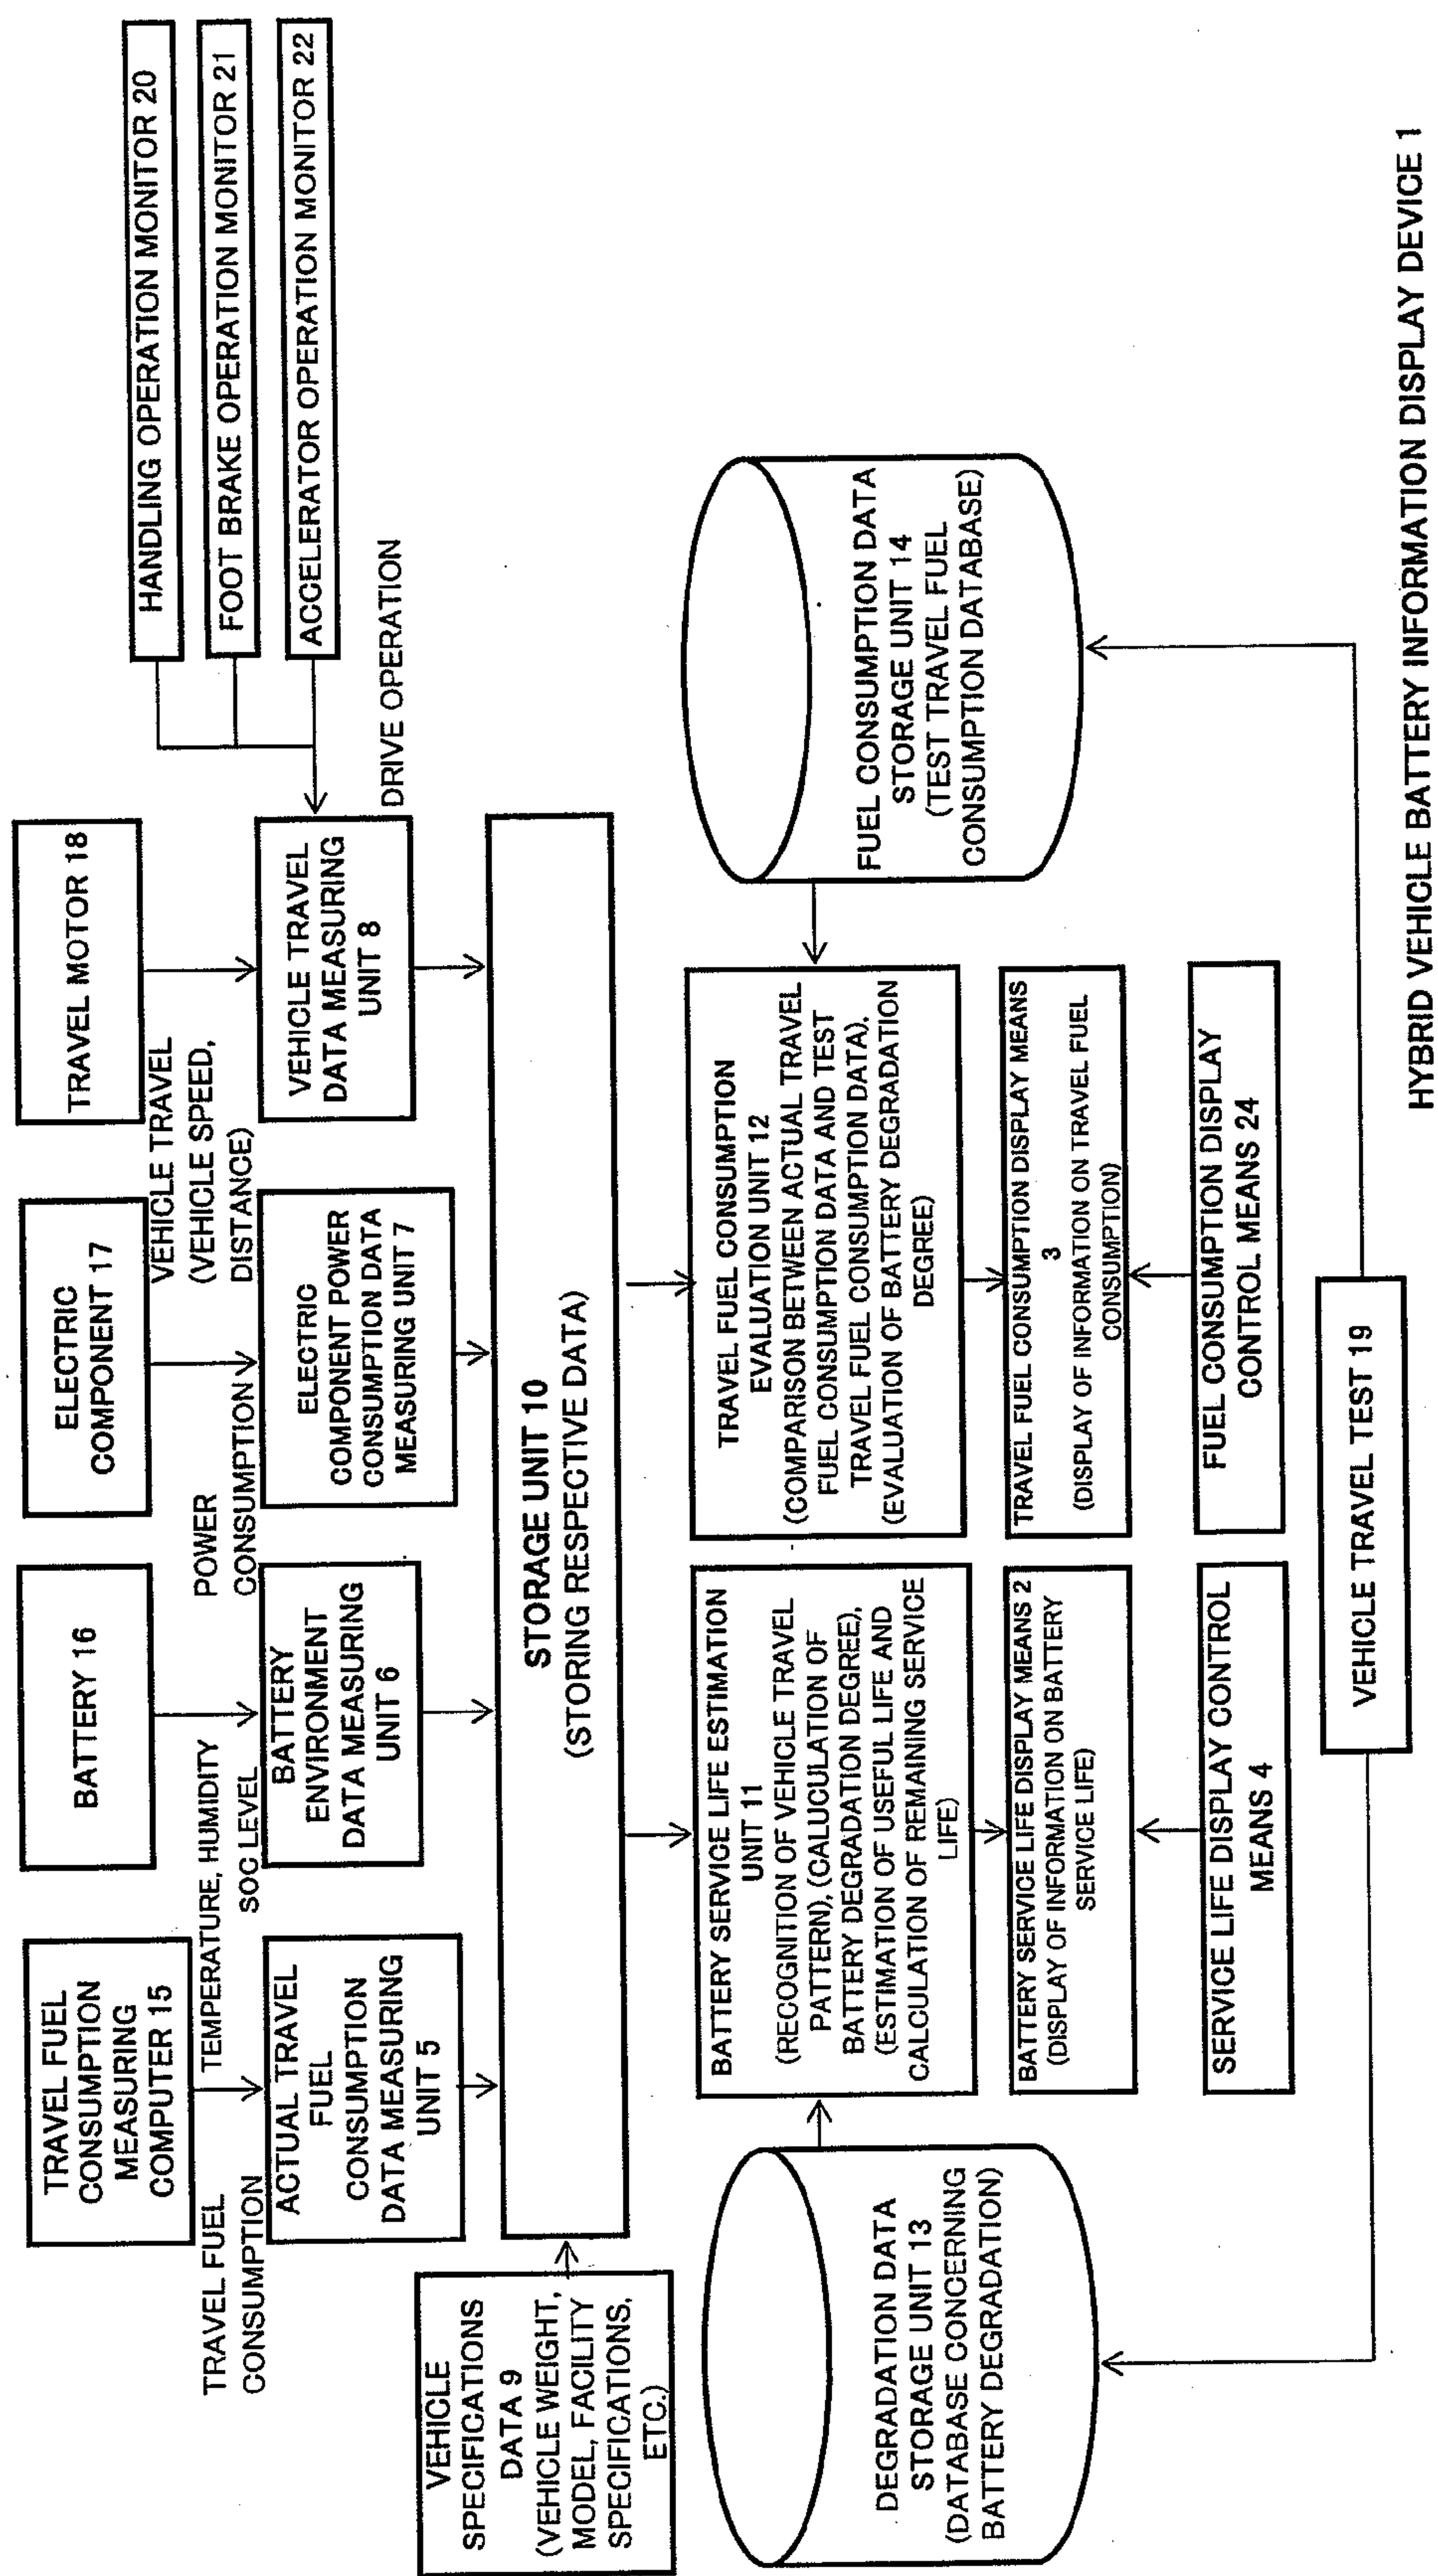 TRAVEL FUEL
CONSUMPTION
MEASURING
COMPUTER 15
BATTERY 16
ELECTRIC
COMPONENT 17
TRAVEL MOTOR 18
HANDLING OPERATION MONITOR 20
FOOT BRAKE OPERATION MONITOR 21
ACCELERATOR OPERATION MONITOR 22
TRAVEL FUEL
CONSUMPTION
TEMPERATURE, HUMIDITY
SOC LEVEL
POWER
CONSUMPTION
VEHICLE TRAVEL
(VEHICLE SPEED,
DISTANCE)
DRIVE OPERATION
ACTUAL TRAVEL
FUEL
CONSUMPTION
DATA MEASURING
UNIT 5
BATTERY
ENVIRONMENT
DATA MEASURING
UNIT 6
ELECTRIC
COMPONENT POWER
CONSUMPTION DATA
MEASURING UNIT 7
VEHICLE TRAVEL
DATA MEASURING
UNIT 8
VEHICLE
SPECIFICATIONS
DATA 9
(VEHICLE WEIGHT,
MODEL, FACILITY
SPECIFICATIONS,
ETC.)
STORAGE UNIT 10
(STORING RESPECTIVE DATA)
DEGRADATION DATA
STORAGE UNIT 13
(DATABASE CONCERNING
BATTERY DEGRADATION)
BATTERY SERVICE LIFE ESTIMATION
UNIT 11
(RECOGNITION OF VEHICLE TRAVEL
PATTERN), (CALUCULATION OF
BATTERY DEGRADATION DEGREE),
(ESTIMATION OF USEFUL LIFE AND
CALCULATION OF REMAINING SERVICE
LIFE)
TRAVEL FUEL CONSUMPTION
EVALUATION UNIT 12
(COMPARISON BETWEEN ACTUAL TRAVEL
FUEL CONSUMPTION DATA AND TEST
TRAVEL FUEL CONSUMPTION DATA).
(EVALUATION OF BATTERY DEGRADATION
DEGREE)
FUEL CONSUMPTION DATA
STORAGE UNIT 14
(TEST TRAVEL FUEL
CONSUMPTION DATABASE)
BATTERY SERVICE LIFE DISPLAY MEANS 2
(DISPLAY OF INFORMATION ON BATTERY
SERVICE LIFE)
TRAVEL FUEL CONSUMPTION DISPLAY MEANS
3
(DISPLAY OF INFORMATION ON TRAVEL FUEL
CONSUMPTION)
SERVICE LIFE DISPLAY CONTROL
MEANS 4
FUEL CONSUMPTION DISPLAY
CONTROL MEANS 24
VEHICLE TRAVEL TEST 19
HYBRID VEHICLE BATTERY INFORMATION DISPLAY DEVICE 1